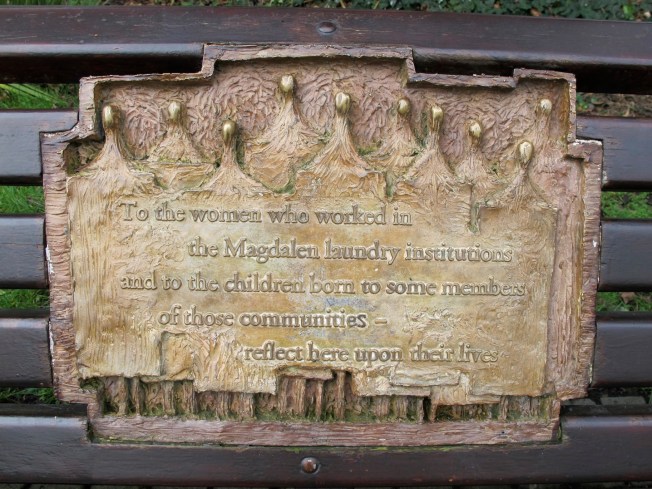 To the women who worked in
the Magdalen laundry institutions
and to the children born to some members
of those communities –
reflect here upon their lives